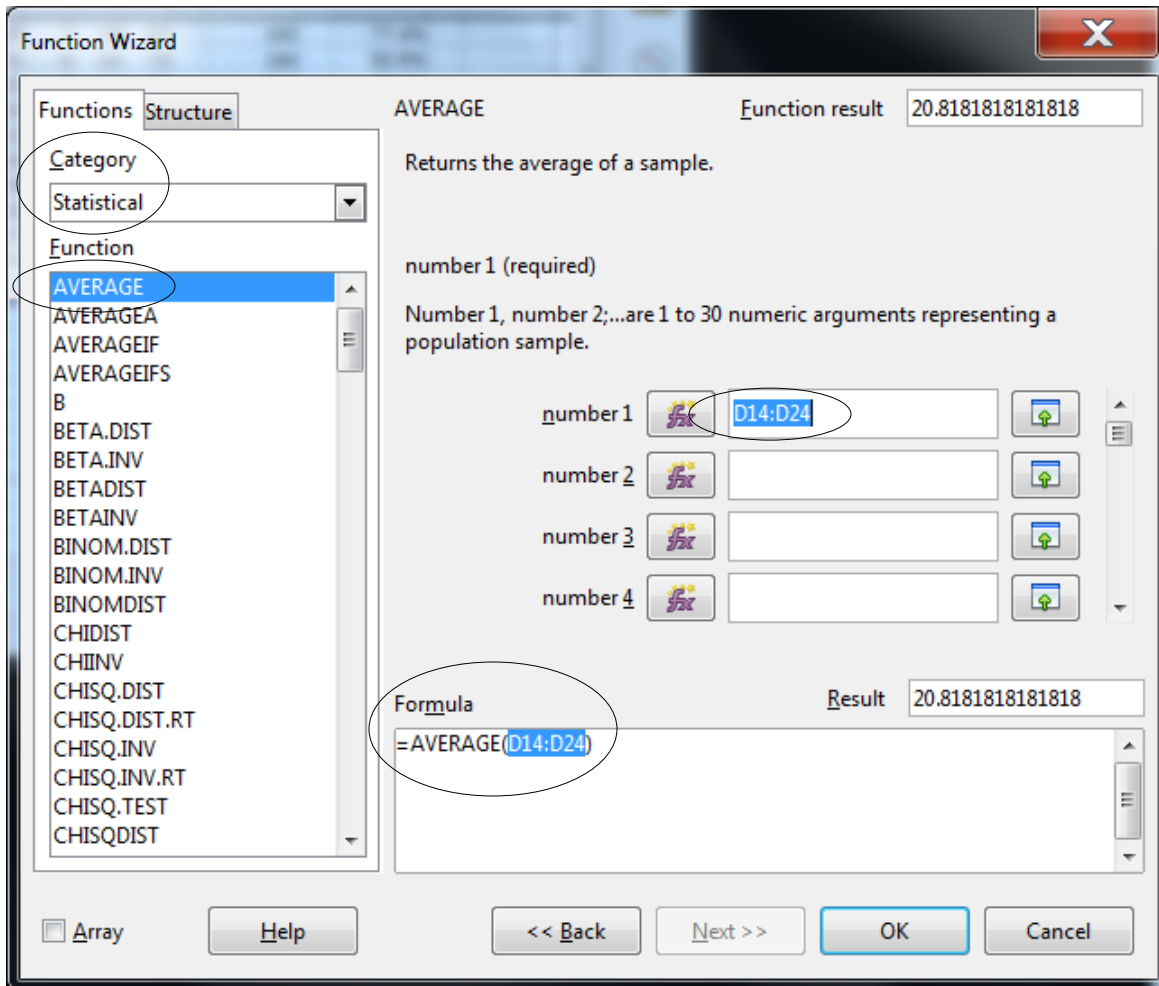 Function Wizard
Functions Structure
Category
Statistical
Function
AVERAGE
AVERAGEA
AVERAGEIF
AVERAGEIFS
B
BETA.DIST
BETA.INV
BETADIST
BETAINV
BINOM.DIST
BINOM.INV
BINOMDIST
CHIDIST
CHIINV
CHISQ.DIST
CHISQ.DIST.RT
CHISQ.INV
CHISQ.INV.RT
CHISQ.TEST
CHISQDIST
AVERAGE Function result 20.8181818181818
Returns the average of a sample.
number 1 (required)
Number 1, number 2;...are 1 to 30 numeric arguments representing a
population sample.
number 1 fx D14:D24
number 2 fx
number 3 fx
number 4 fx
Formula Result 20.8181818181818
=AVERAGE(D14:D24)
Array Help << Back Next >> OK Cancel